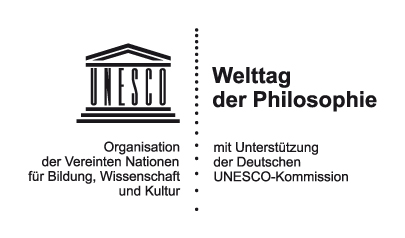 UNESCO
Organisation
der Vereinten Nationen
für Bildung, Wissenschaft
und Kultur
Welttag
der Philosophie
mit Unterstützung
der Deutschen
UNESCO-Kommission